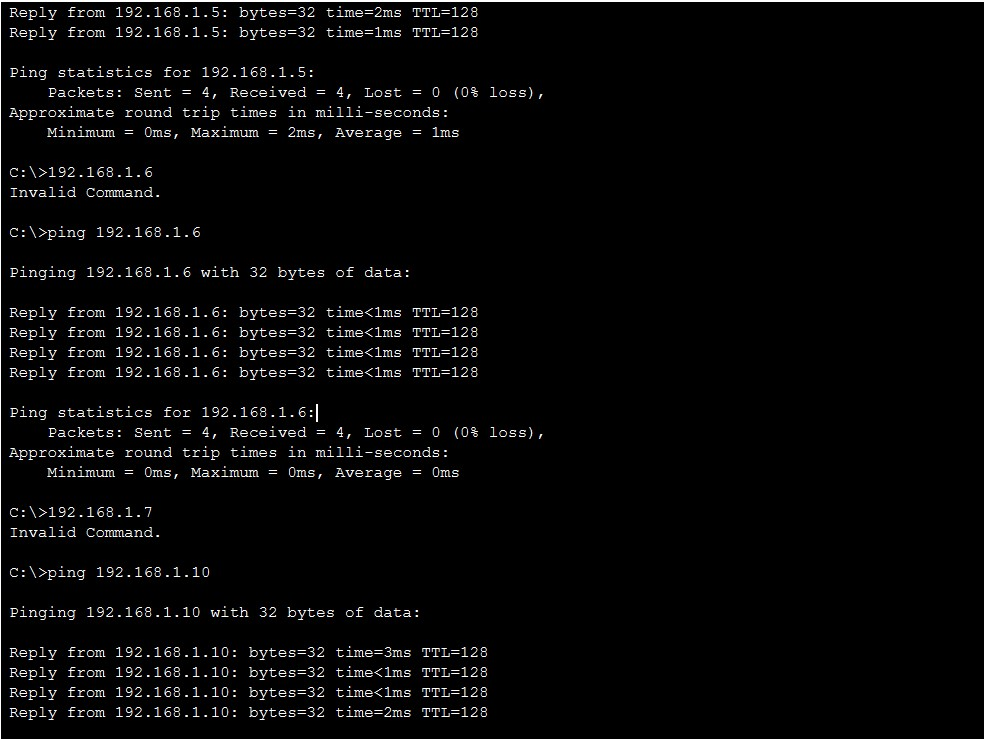 Reply from 192.168.1.5: bytes=32 time=2ms TTL=128
Reply from 192.168.1.5: bytes=32 time=1ms TTL=128
Ping statistics for 192.168.1.5:
Packets: Sent = 4, Received = 4, Lost = 0 (0% loss),
Approximate round trip times in milli-seconds:
Minimum = 0ms, Maximum = 2ms, Average = 1ms
C:\>192.168.1.6
Invalid Command.
C:\>ping 192.168.1.6
Pinging 192.168.1.6 with 32 bytes of data:
Reply from 192.168.1.6: bytes=32 time<1ms TTL=128
Reply from 192.168.1.6: bytes=32 time<1ms TTL=128
Reply from 192.168.1.6: bytes=32 time<1ms TTL=128
Reply from 192.168.1.6: bytes=32 time<1ms TTL=128
Ping statistics for 192.168.1.6:
Packets: Sent = 4, Received = 4, Lost = 0 (0% loss),
Approximate round trip times in milli-seconds:
Minimum = 0ms, Maximum = 0ms, Average = 0ms
C:\>192.168.1.7
Invalid Command.
C:\>ping 192.168.1.10
Pinging 192.168.1.10 with 32 bytes of data:
Reply from 192.168.1.10: bytes=32 time=3ms TTL=128
Reply from 192.168.1.10: bytes=32 time<1ms TTL=128
Reply from 192.168.1.10: bytes=32 time<1ms TTL=128
Reply from 192.168.1.10: bytes=32 time=2ms TTL=128